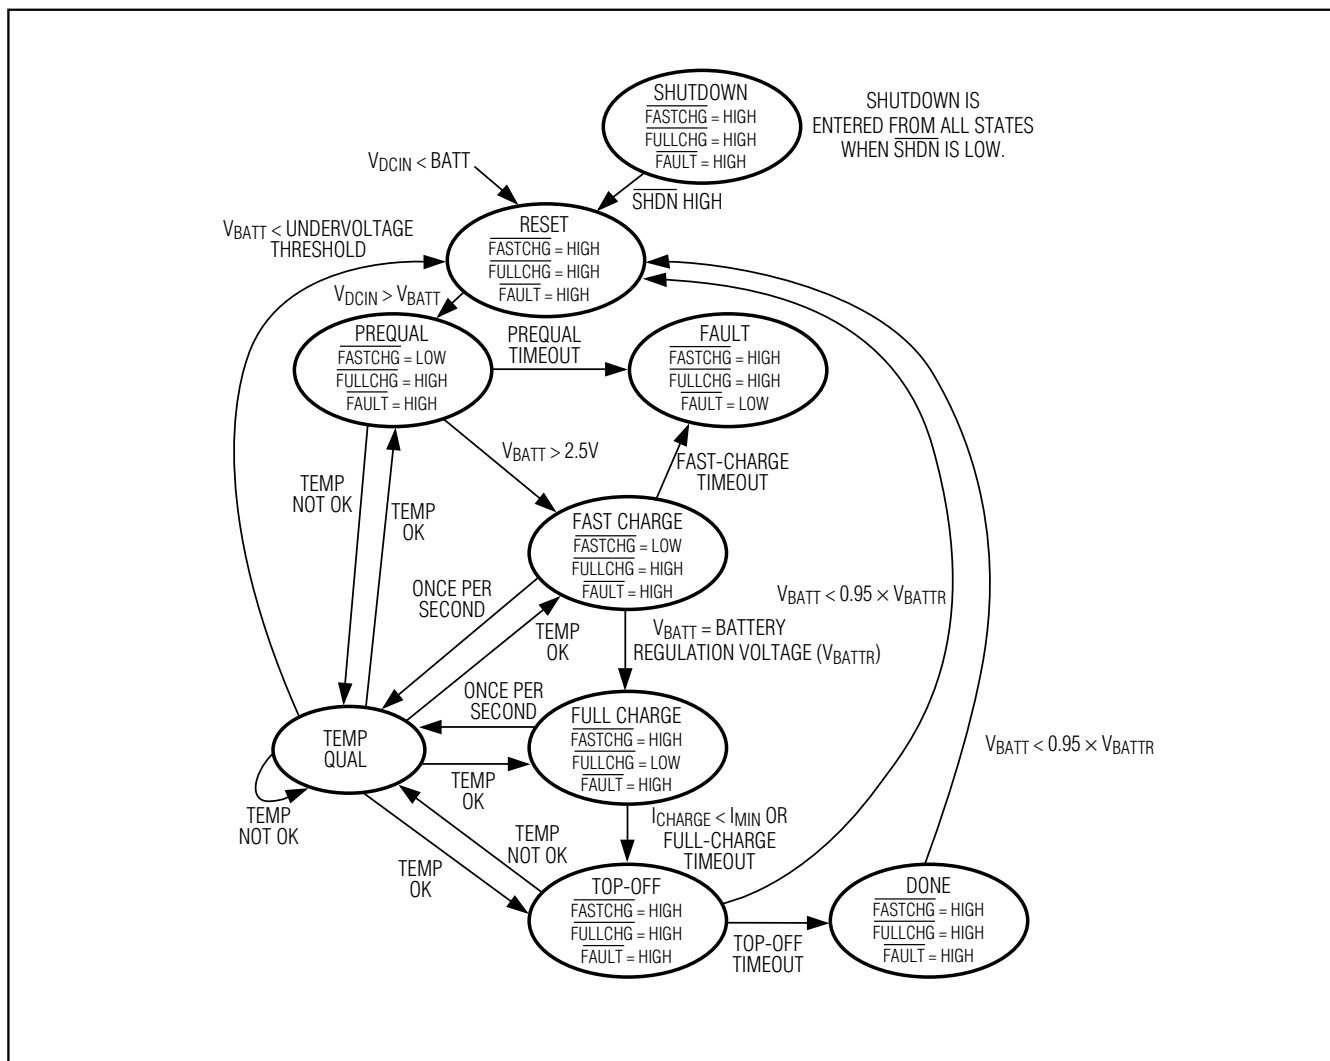 SHUTDOWN
FASTCHG = HIGH
FULLCHG = HIGH
FAULT = HIGH
SHUTDOWN IS
ENTERED FROM ALL STATES
WHEN SHDN IS LOW.
VDCIN < BATT
SHDN HIGH
VBATT < UNDERVOLTAGE
THRESHOLD
RESET
FASTCHG = HIGH
FULLCHG = HIGH
FAULT = HIGH
VDCIN > VBATT
PREQUAL
FASTCHG = LOW
FULLCHG = HIGH
FAULT = HIGH
PREQUAL
TIMEOUT
FAULT
FASTCHG = HIGH
FULLCHG = HIGH
FAULT = LOW
VBATT > 2.5V
FAST-CHARGE
TIMEOUT
TEMP
NOT OK
TEMP
OK
FAST CHARGE
FASTCHG = LOW
FULLCHG = HIGH
FAULT = HIGH
ONCE PER
SECOND
TEMP
OK
VBATT < 0.95 × VBATTR
VBATT = BATTERY
REGULATION VOLTAGE (VBATTR)
ONCE PER
SECOND
FULL CHARGE
FASTCHG = HIGH
FULLCHG = LOW
FAULT = HIGH
TEMP
QUAL
TEMP
OK
VBATT < 0.95 × VBATTR
TEMP
NOT OK
TEMP
NOT OK
ICHARGE < IMIN OR
FULL-CHARGE
TIMEOUT
TEMP
OK
TOP-OFF
FASTCHG = HIGH
FULLCHG = HIGH
FAULT = HIGH
TOP-OFF
TIMEOUT
DONE
FASTCHG = HIGH
FULLCHG = HIGH
FAULT = HIGH